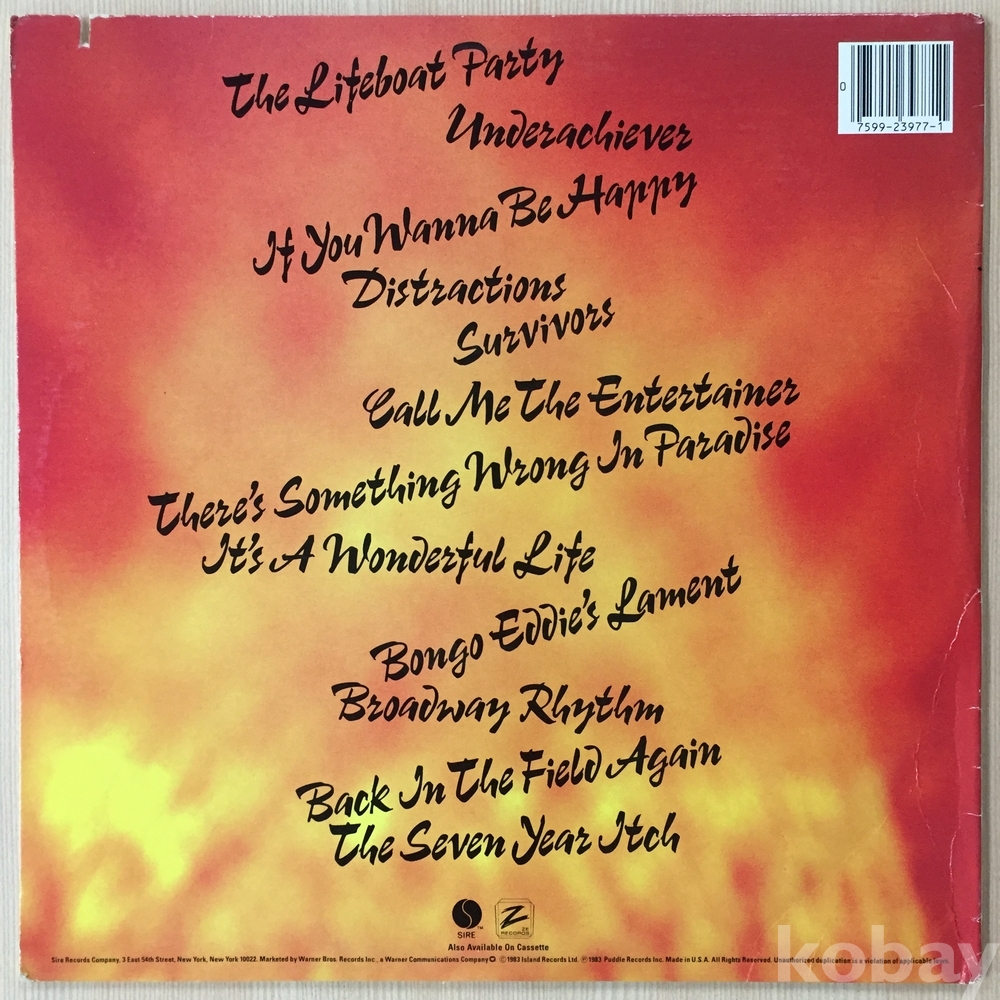 The Lifeboat Party
0
7599-23977-1
Underachiever
If You Wanna Be Happy
Distractions
Survivors
Call Me The Entertainer
There's Something Wrong In Paradise
It's A Wonderful Life
Bongo Eddie's Lament
Broadway Rhythm
Back In The Field Again
The Seven Year Itch
SIRE ™ Z ZE RECORDS
Also Available On Cassette
Sire Records Company, 3 East 54th Street, New York, New York 10022. Marketed by Warner Bros. Records Inc., a Warner Communications Company ©1983 Island Records Ltd. ℗1983 Puddle Records Inc. Made in U.S.A. All Rights Reserved. Unauthorized duplication is a violation of applicable laws.
kobay